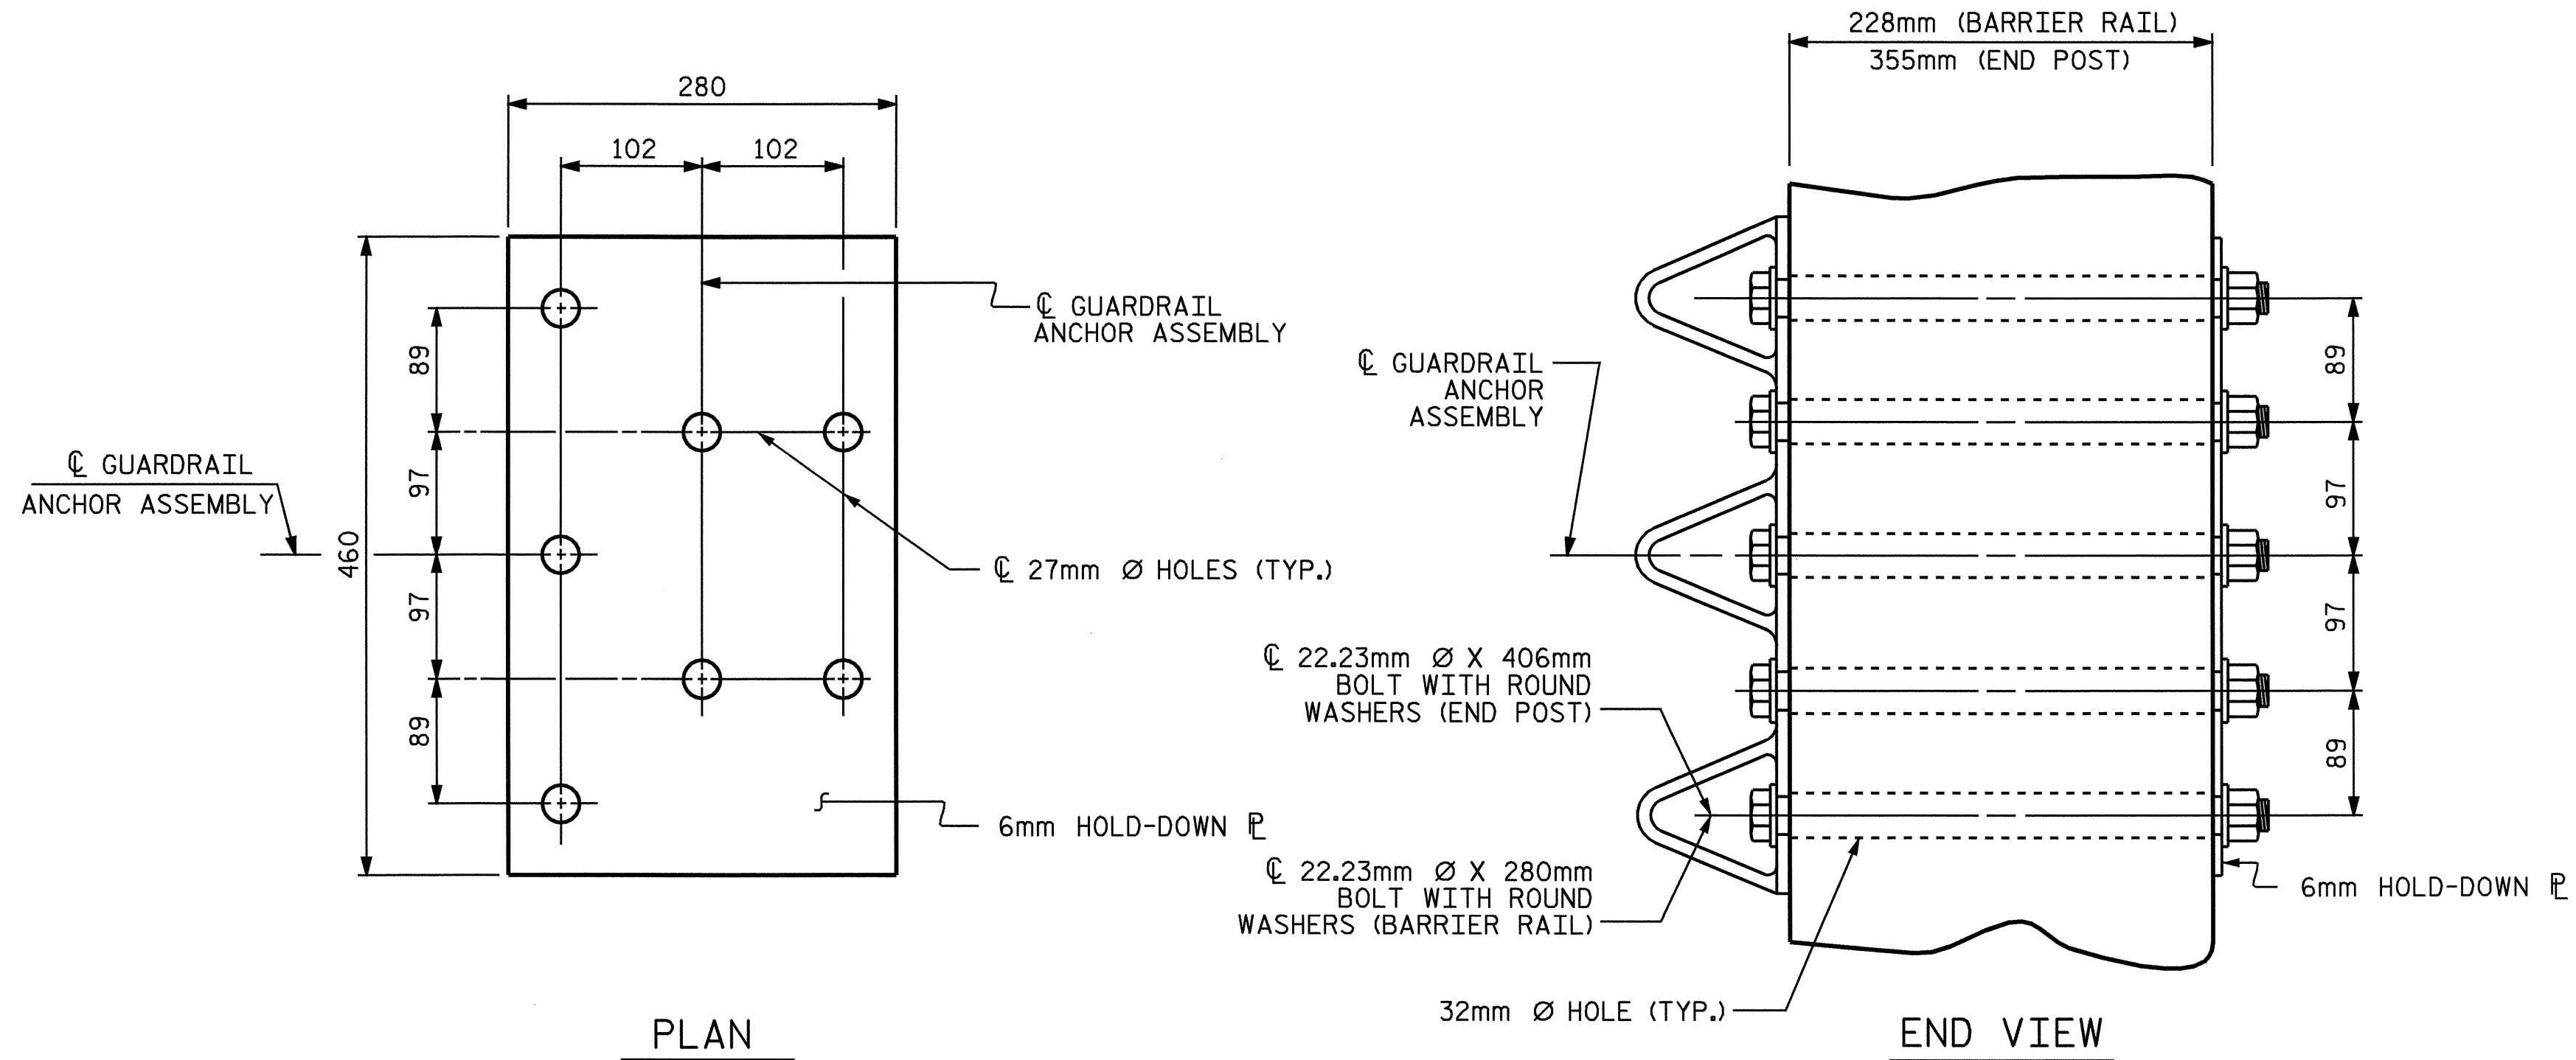 280
102
102
℄ GUARDRAIL
ANCHOR ASSEMBLY
89
97
97
89
460
℄ GUARDRAIL
ANCHOR ASSEMBLY
℄ 27mm Ø HOLES (TYP.)
6mm HOLD-DOWN ⅊
PLAN
228mm (BARRIER RAIL)
355mm (END POST)
℄ GUARDRAIL
ANCHOR
ASSEMBLY
89
97
97
89
℄ 22.23mm Ø X 406mm
BOLT WITH ROUND
WASHERS (END POST)
℄ 22.23mm Ø X 280mm
BOLT WITH ROUND
WASHERS (BARRIER RAIL)
6mm HOLD-DOWN ⅊
32mm Ø HOLE (TYP.)
END VIEW